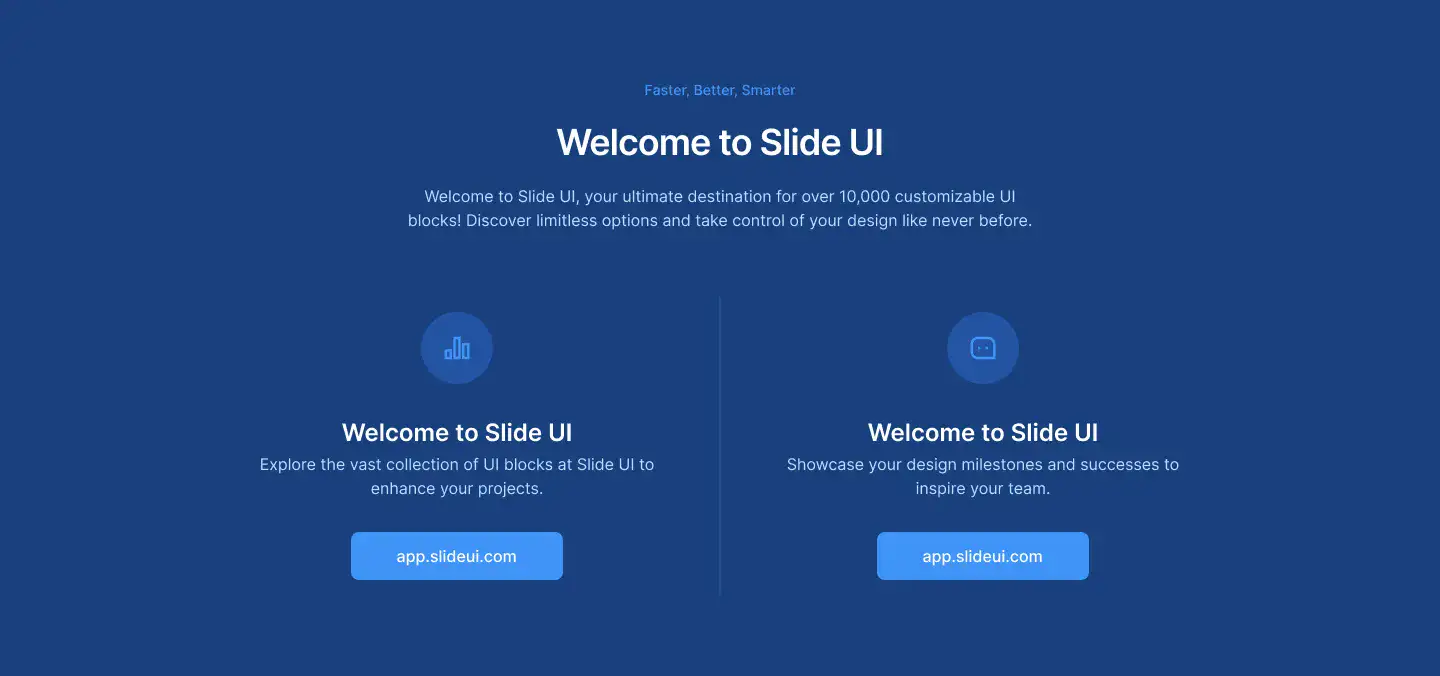 Faster, Better, Smarter
Welcome to Slide UI
Welcome to Slide UI, your ultimate destination for over 10,000 customizable UI
blocks! Discover limitless options and take control of your design like never before.
Welcome to Slide UI
Explore the vast collection of UI blocks at Slide UI to
enhance your projects.
app.slideui.com
Welcome to Slide UI
Showcase your design milestones and successes to
inspire your team.
app.slideui.com